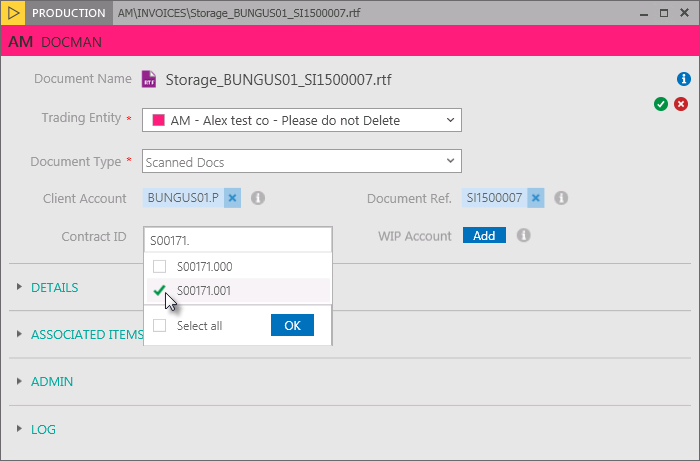 PRODUCTION AM\INVOICES\Storage_BUNGUS01_SI1500007.rtf
AM DOCMAN
Document Name RTF Storage_BUNGUS01_SI1500007.rtf
Trading Entity * AM - Alex test co - Please do not Delete
Document Type * Scanned Docs
Client Account BUNGUS01.P Document Ref. SI1500007
Contract ID S00171. WIP Account Add
S00171.000
S00171.001
DETAILS
Select all OK
ASSOCIATED ITEMS
ADMIN
LOG